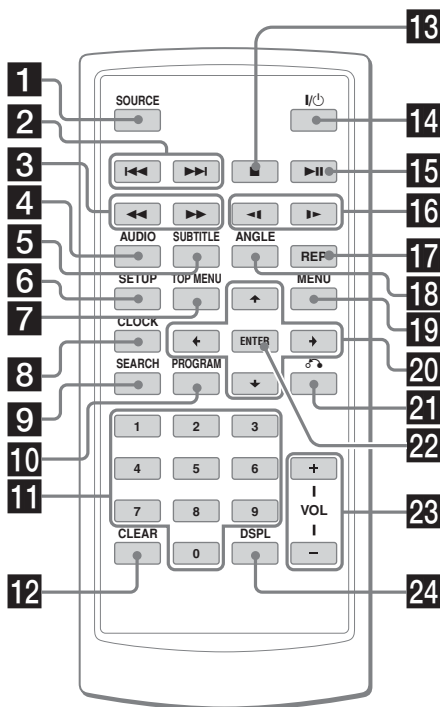 13
1
SOURCE
I/⏻
14
2
15
3
16
4
AUDIO
SUBTITLE
ANGLE
5
REP
17
6
SETUP
TOP MENU
MENU
18
7
19
CLOCK
8
ENTER
20
9
SEARCH
PROGRAM
21
10
22
1
2
3
11
4
5
6
+
VOL
23
7
8
9
-
CLEAR
DSPL
12
0
24